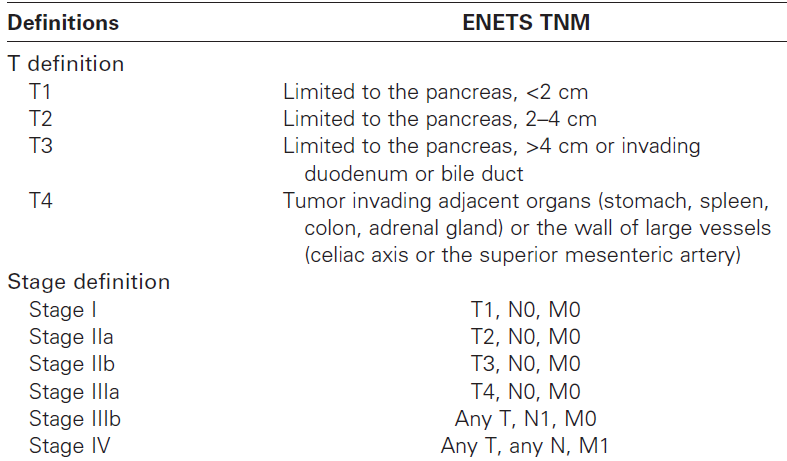 Definitions ENETS TNM
T definition
T1 Limited to the pancreas, <2 cm
T2 Limited to the pancreas, 2–4 cm
T3 Limited to the pancreas, >4 cm or invading
duodenum or bile duct
T4 Tumor invading adjacent organs (stomach, spleen,
colon, adrenal gland) or the wall of large vessels
(celiac axis or the superior mesenteric artery)
Stage definition
Stage I T1, N0, M0
Stage IIa T2, N0, M0
Stage IIb T3, N0, M0
Stage IIIa T4, N0, M0
Stage IIIb Any T, N1, M0
Stage IV Any T, any N, M1